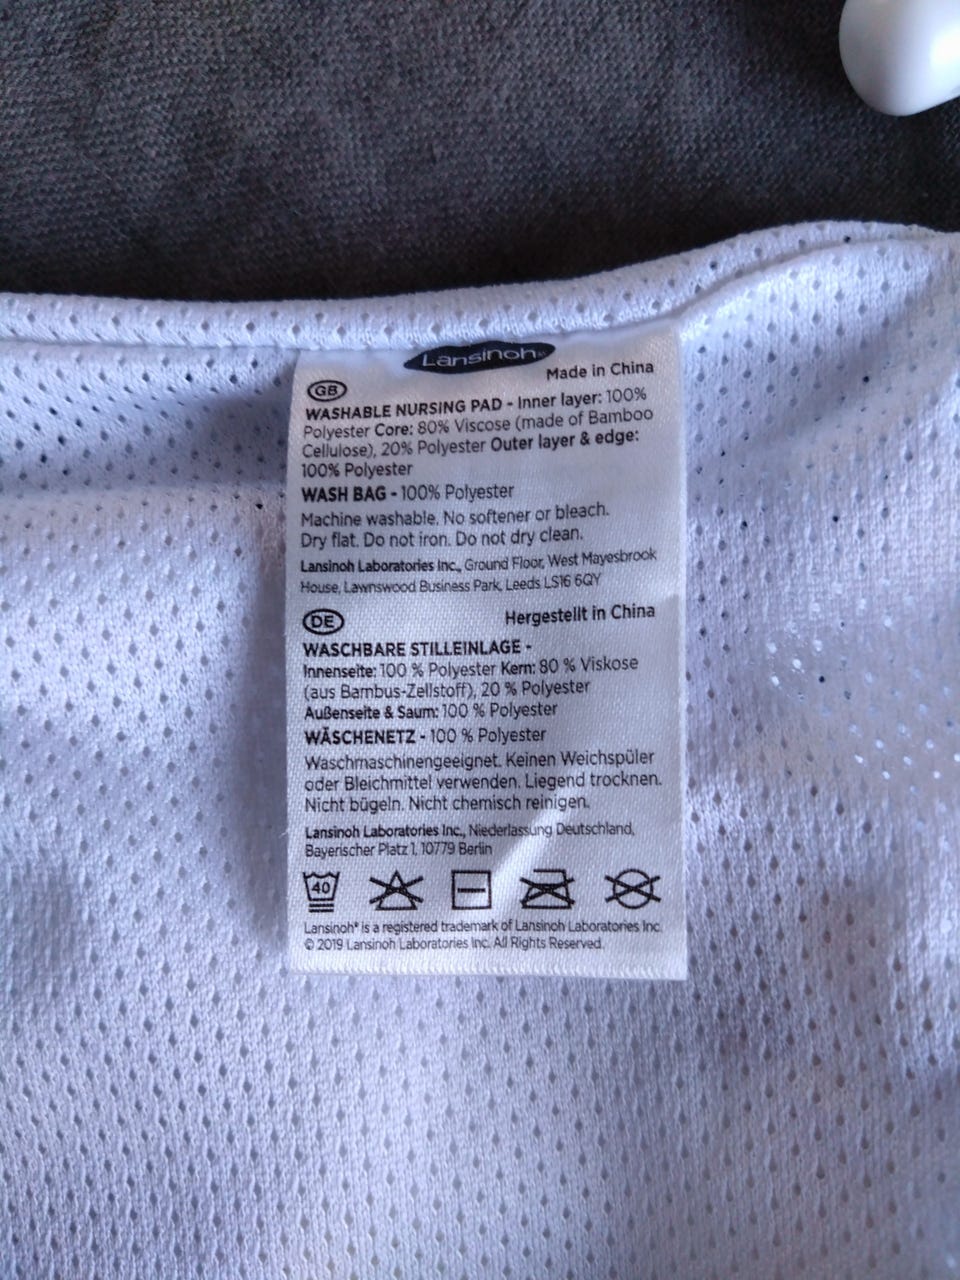 Lansinoh®
Made in China
GB
WASHABLE NURSING PAD - Inner layer: 100%
Polyester Core: 80% Viscose (made of Bamboo
Cellulose), 20% Polyester Outer layer & edge:
100% Polyester
WASH BAG - 100% Polyester
Machine washable. No softener or bleach.
Dry flat. Do not iron. Do not dry clean.
Lansinoh Laboratories Inc., Ground Floor, West Mayesbrook
House, Lawnswood Business Park, Leeds LS16 6QY
DE
Hergestellt in China
WASCHBARE STILLEINLAGE -
Innenseite: 100 % Polyester Kern: 80 % Viskose
(aus Bambus-Zellstoff), 20 % Polyester
Außenseite & Saum: 100 % Polyester
WÄSCHENETZ - 100 % Polyester
Waschmaschinengeeignet. Keinen Weichspüler
oder Bleichmittel verwenden. Liegend trocknen.
Nicht bügeln. Nicht chemisch reinigen.
Lansinoh Laboratories Inc., Niederlassung Deutschland,
Bayerischer Platz 1, 10779 Berlin
40
Lansinoh® is a registered trademark of Lansinoh Laboratories Inc.
© 2019 Lansinoh Laboratories Inc. All Rights Reserved.